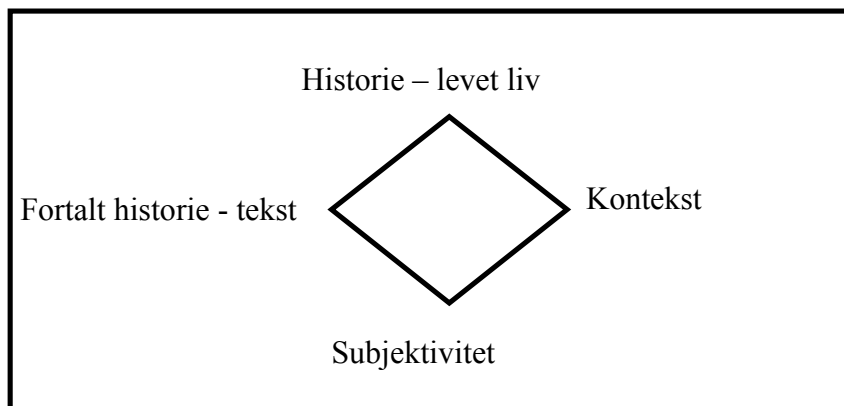 Historie – levet liv
Fortalt historie - tekst
Kontekst
Subjektivitet